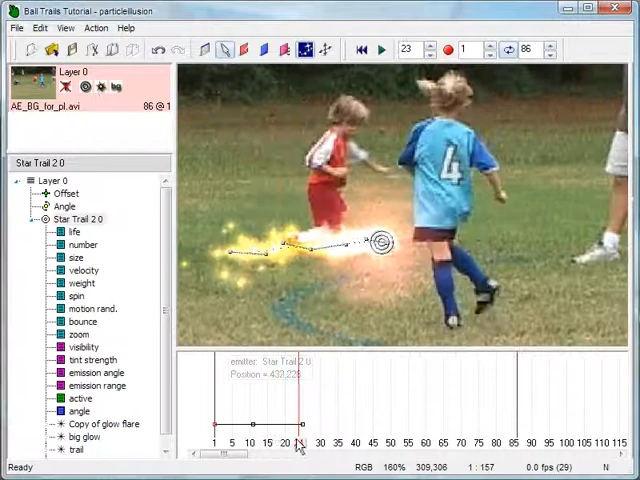 Ball Trails Tutorial - particleIllusion
File Edit View Action Help
23 1 86
Layer 0
bg
AE_BG_for_pI.avi 86 @ 1
Star Trail 2 0
Layer 0
Offset
Angle
Star Trail 2 0
life
number
size
velocity
weight
spin
motion rand.
bounce
zoom
visibility
tint strength
emission angle
emission range
active
angle
Copy of glow flare
big glow
trail
4
emitter: Star Trail 2 0
1 5 10 15 20 30 35 40 45 50 55 60 65 70 75 80 85 90 95 100 105 110 115
Ready RGB 160% 309,306 1 : 157 0.0 fps (29) N